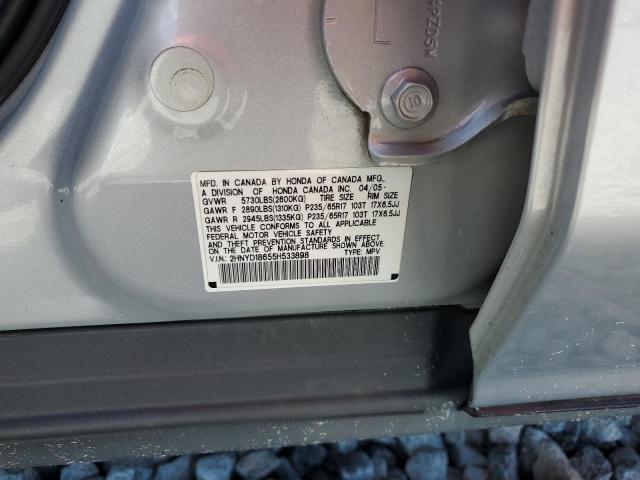 MFD. IN CANADA BY HONDA OF CANADA MFG.,
A DIVISION OF HONDA CANADA INC. 04/05
GVWR 5730LBS(2600KG) TIRE SIZE RIM SIZE
GAWR F 2890LBS(1310KG) P235/65R17 103T 17X6.5JJ
GAWR R 2945LBS(1335KG) P235/65R17 103T 17X6.5JJ
THIS VEHICLE CONFORMS TO ALL APPLICABLE
FEDERAL MOTOR VEHICLE SAFETY STANDARDS IN EFFECT
ON THE DATE OF MANUFACTURE SHOWN ABOVE.
V.I.N.: 2HNYD18655H533898 TYPE: MPV
10